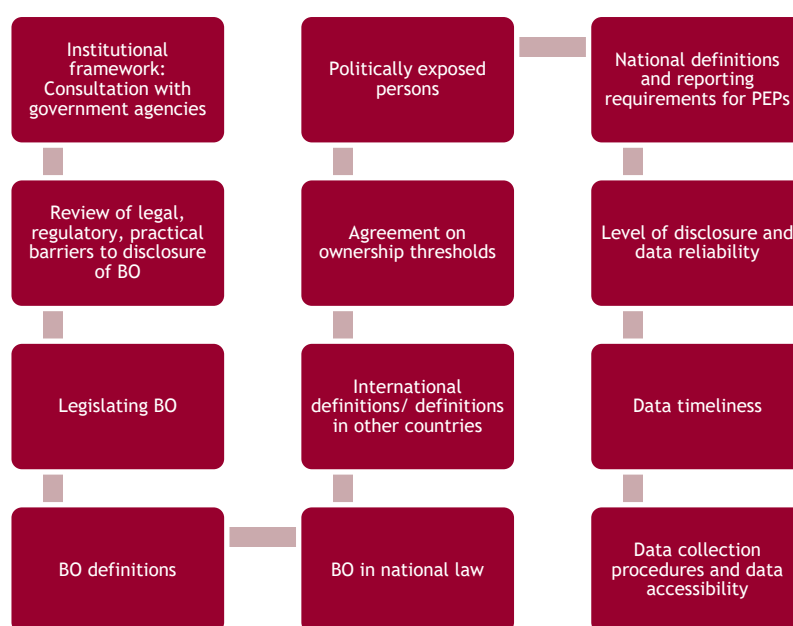 Institutional
framework:
Consultation with
government agencies
Review of legal,
regulatory, practical
barriers to disclosure
of BO
Legislating BO
BO definitions
BO in national law
International
definitions/ definitions
in other countries
Agreement on
ownership thresholds
Politically exposed
persons
National definitions
and reporting
requirements for PEPs
Level of disclosure and
data reliability
Data timeliness
Data collection
procedures and data
accessibility